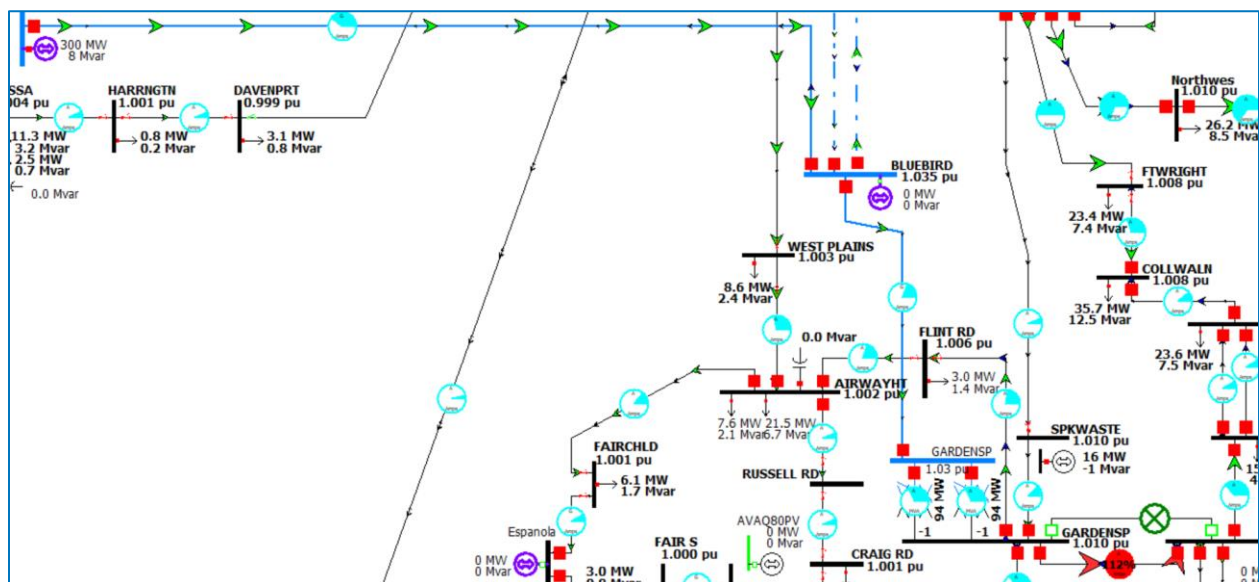 300 MW
8 Mvar
SSA
004 pu
HARRNGTN
1.001 pu
DAVENPRT
0.999 pu
11.3 MW
3.2 Mvar
2.5 MW
0.7 Mvar
0.8 MW
0.2 Mvar
3.1 MW
0.8 Mvar
0.0 Mvar
Northwes
1.010 pu
26.2 MW
8.5 Mva
BLUEBIRD
1.035 pu
0 MW
0 Mvar
FTWRIGHT
1.008 pu
23.4 MW
7.4 Mvar
WEST PLAINS
1.003 pu
8.6 MW
2.4 Mvar
COLLWALN
1.008 pu
35.7 MW
12.5 Mvar
0.0 Mvar
FLINT RD
1.006 pu
3.0 MW
1.4 Mvar
23.6 MW
7.5 Mvar
AIRWAYHT
1.002 pu
7.6 MW
2.1 Mvar
21.5 MW
6.7 Mvar
FAIRCHLD
1.001 pu
6.1 MW
1.7 Mvar
SPKWASTE
1.010 pu
16 MW
-1 Mvar
GARDENSP
1.03 pu
94 MW
94 MW
-1
-1
RUSSELL RD
Espanola
0 MW
0 Mvar
3.0 MW
FAIR S
1.000 pu
AVAQ80PV
0 MW
0 Mvar
CRAIG RD
1.001 pu
GARDENSP
1.010 pu
112%
0 M